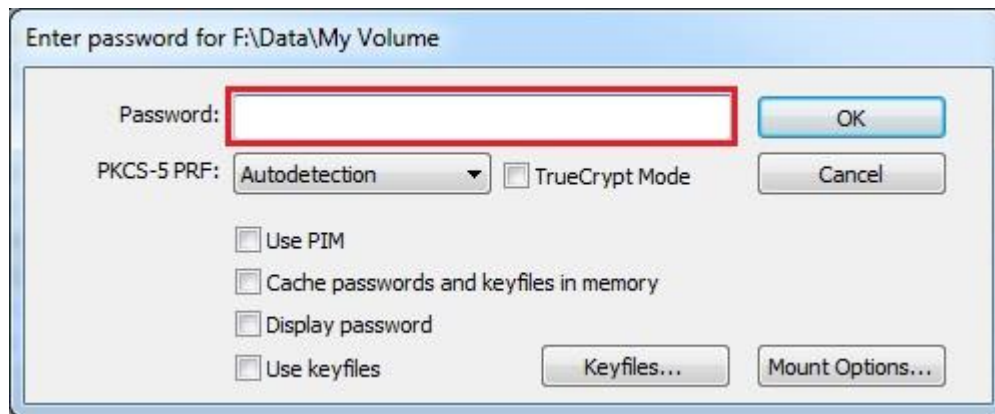 Enter password for F:\Data\My Volume
Password:
OK
PKCS-5 PRF: Autodetection TrueCrypt Mode Cancel
Use PIM
Cache passwords and keyfiles in memory
Display password
Use keyfiles Keyfiles... Mount Options...